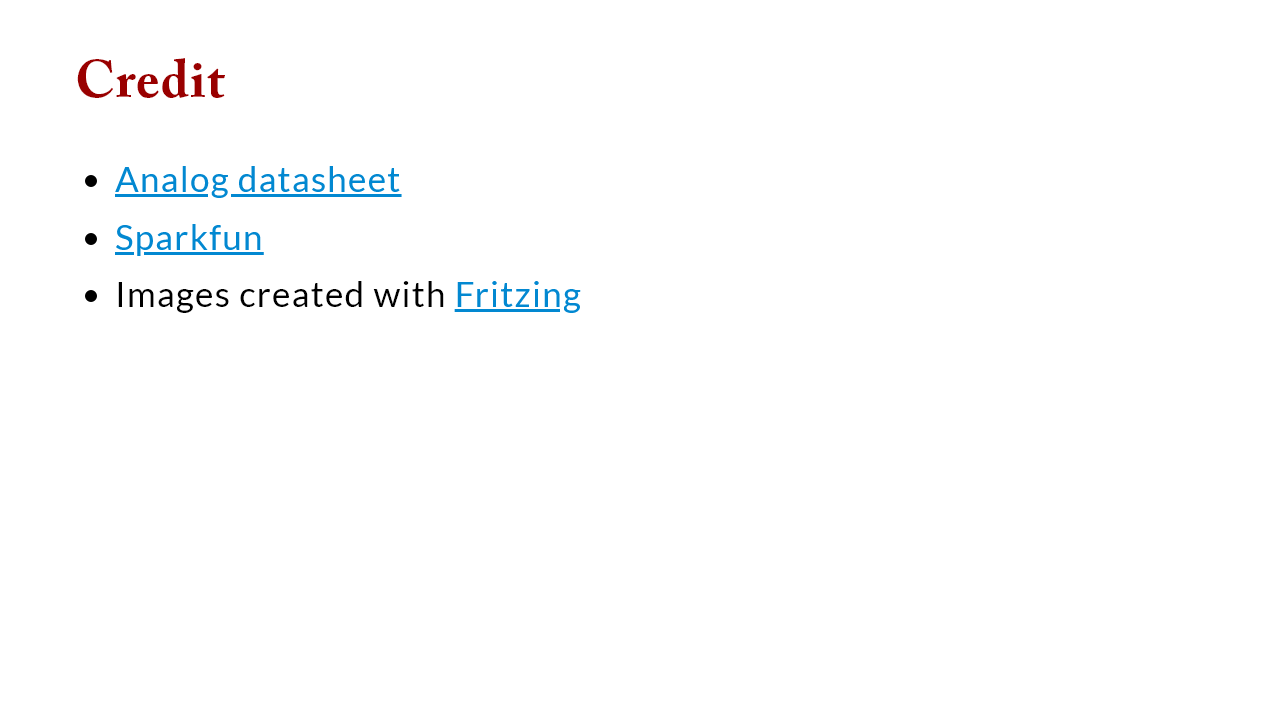 Credit
Analog datasheet
Sparkfun
Images created with Fritzing